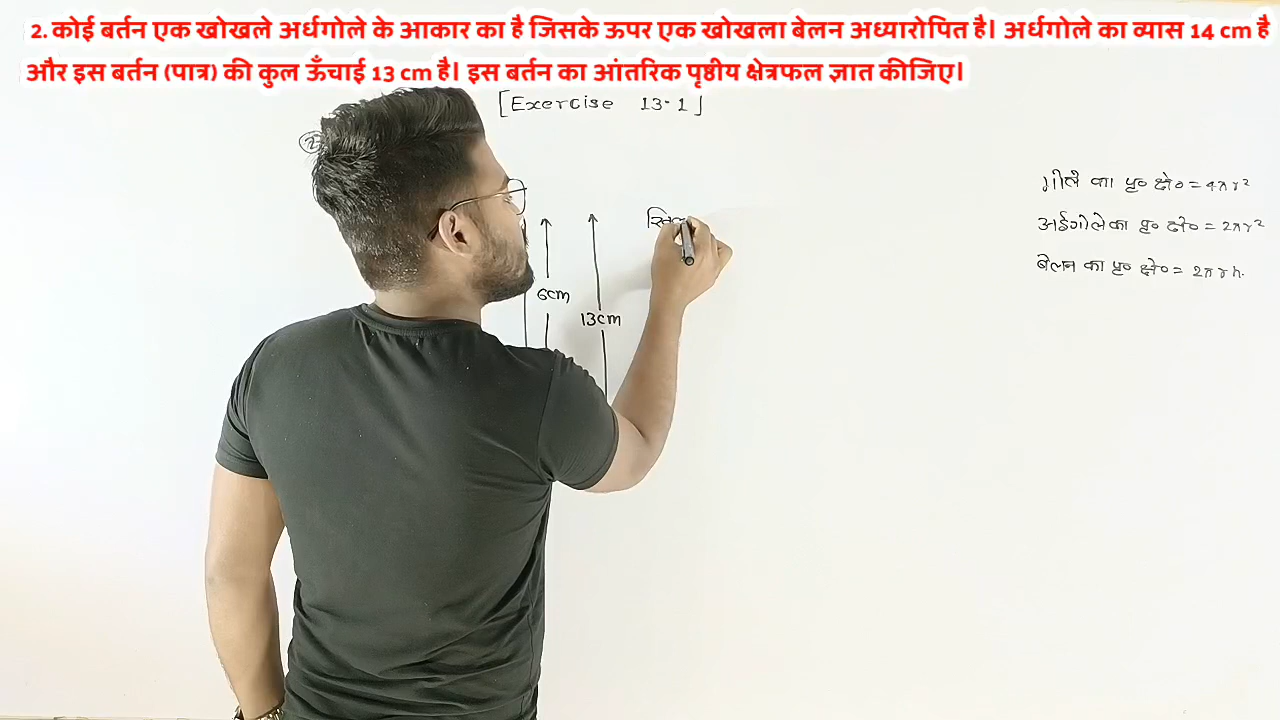 2. कोई बर्तन एक खोखले अर्धगोले के आकार का है जिसके ऊपर एक खोखला बेलन अध्यारोपित है। अर्धगोले का व्यास 14 cm है
और इस बर्तन (पात्र) की कुल ऊँचाई 13 cm है। इस बर्तन का आंतरिक पृष्ठीय क्षेत्रफल ज्ञात कीजिए।
[Exercise 13.1]
गोले का पृ० क्षे० = 4πr²
अर्द्धगोले का पृ० क्षे० = 2πr²
बेलन का पृ० क्षे० = 2πrh.
6cm
13cm